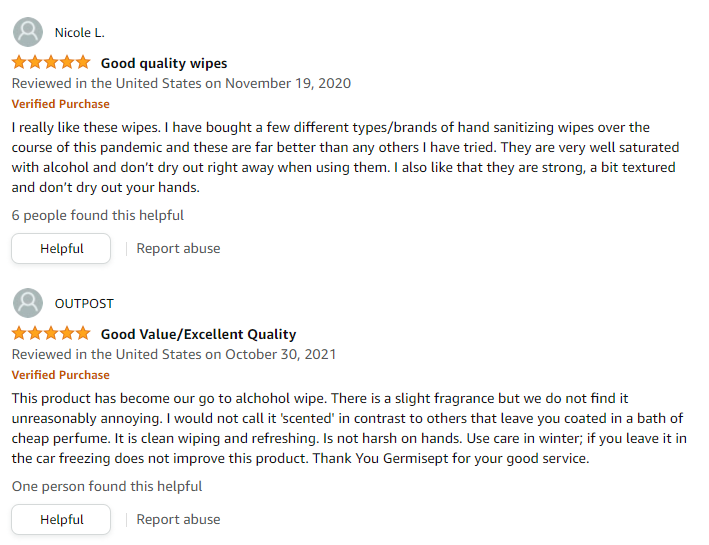 Nicole L.
Good quality wipes
Reviewed in the United States on November 19, 2020
Verified Purchase
I really like these wipes. I have bought a few different types/brands of hand sanitizing wipes over the
course of this pandemic and these are far better than any others I have tried. They are very well saturated
with alcohol and don't dry out right away when using them. I also like that they are strong, a bit textured
and don't dry out your hands.
6 people found this helpful
Helpful
Report abuse
OUTPOST
Good Value/Excellent Quality
Reviewed in the United States on October 30, 2021
Verified Purchase
This product has become our go to alchohol wipe. There is a slight fragrance but we do not find it
unreasonably annoying. I would not call it 'scented' in contrast to others that leave you coated in a bath of
cheap perfume. It is clean wiping and refreshing. Is not harsh on hands. Use care in winter; if you leave it in
the car freezing does not improve this product. Thank You Germisept for your good service.
One person found this helpful
Helpful
Report abuse